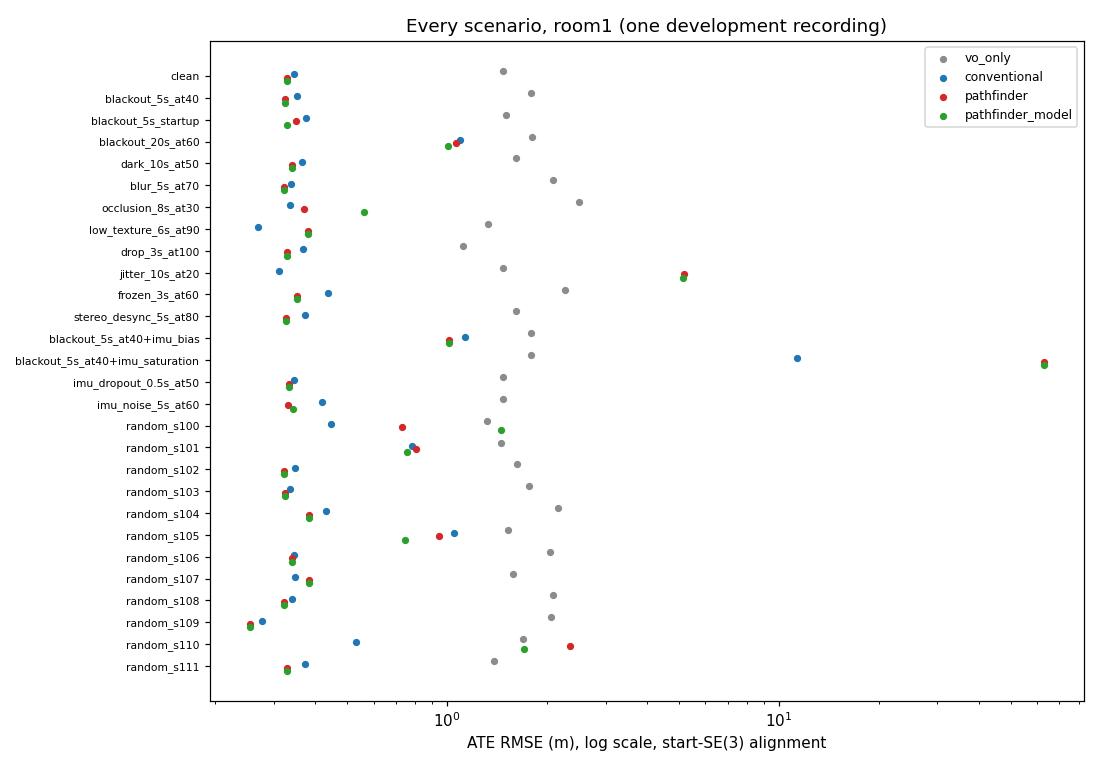 Every scenario, room1 (one development recording)
vo_only
conventional
pathfinder
pathfinder_model
clean
blackout_5s_at40
blackout_5s_startup
blackout_20s_at60
dark_10s_at50
blur_5s_at70
occlusion_8s_at30
low_texture_6s_at90
drop_3s_at100
jitter_10s_at20
frozen_3s_at60
stereo_desync_5s_at80
blackout_5s_at40+imu_bias
blackout_5s_at40+imu_saturation
imu_dropout_0.5s_at50
imu_noise_5s_at60
random_s100
random_s101
random_s102
random_s103
random_s104
random_s105
random_s106
random_s107
random_s108
random_s109
random_s110
random_s111
10⁰ 10¹
ATE RMSE (m), log scale, start-SE(3) alignment